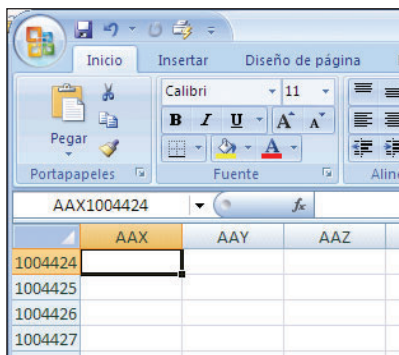 Inicio Insertar Diseño de página
Calibri 11
N K S A A
Pegar
A
Portapapeles Fuente Aline
AAX1004424 fx
AAX AAY AAZ
1004424
1004425
1004426
1004427